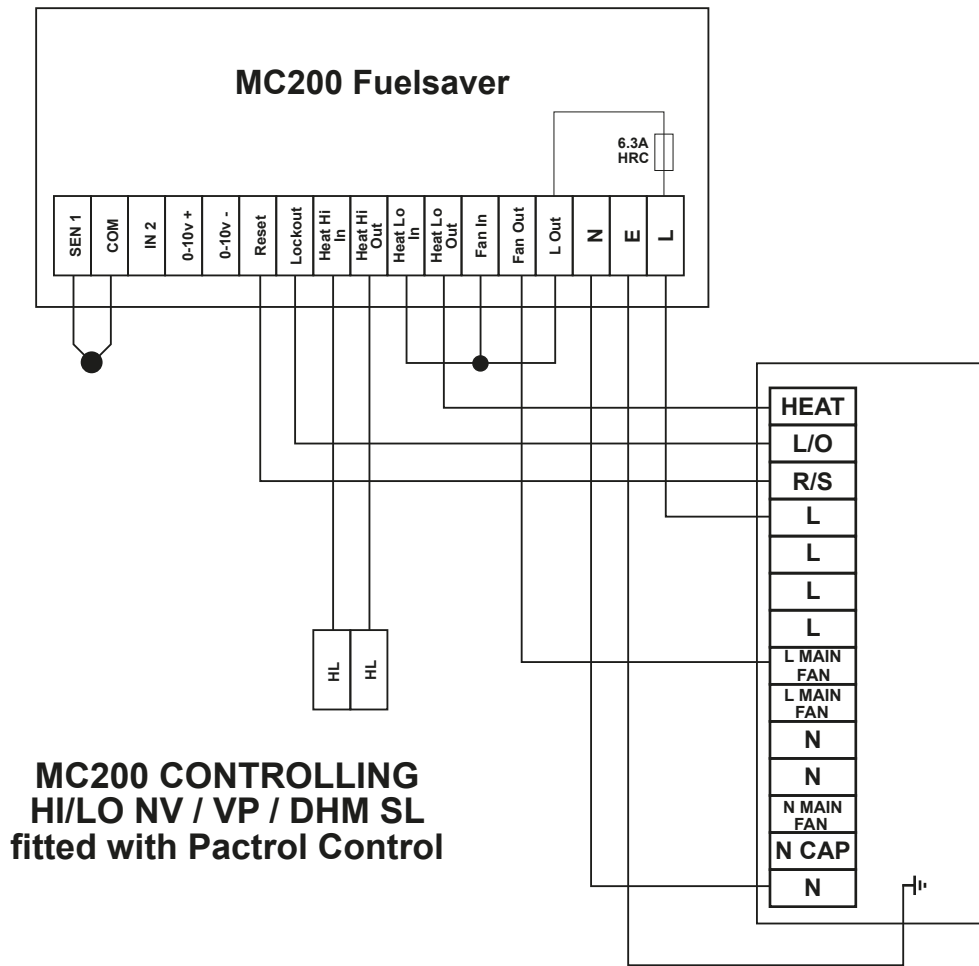 MC200 Fuelsaver
6.3A
HRC
SEN 1
COM
IN 2
0-10v +
0-10v -
Reset
Lockout
Heat Hi
In
Heat Hi
Out
Heat Lo
In
Heat Lo
Out
Fan In
Fan Out
L Out
N
E
L
HEAT
L/O
R/S
L
L
L
L
L MAIN
FAN
L MAIN
FAN
N
N
N MAIN
FAN
N CAP
N
HL
HL
MC200 CONTROLLING
HI/LO NV / VP / DHM SL
fitted with Pactrol Control